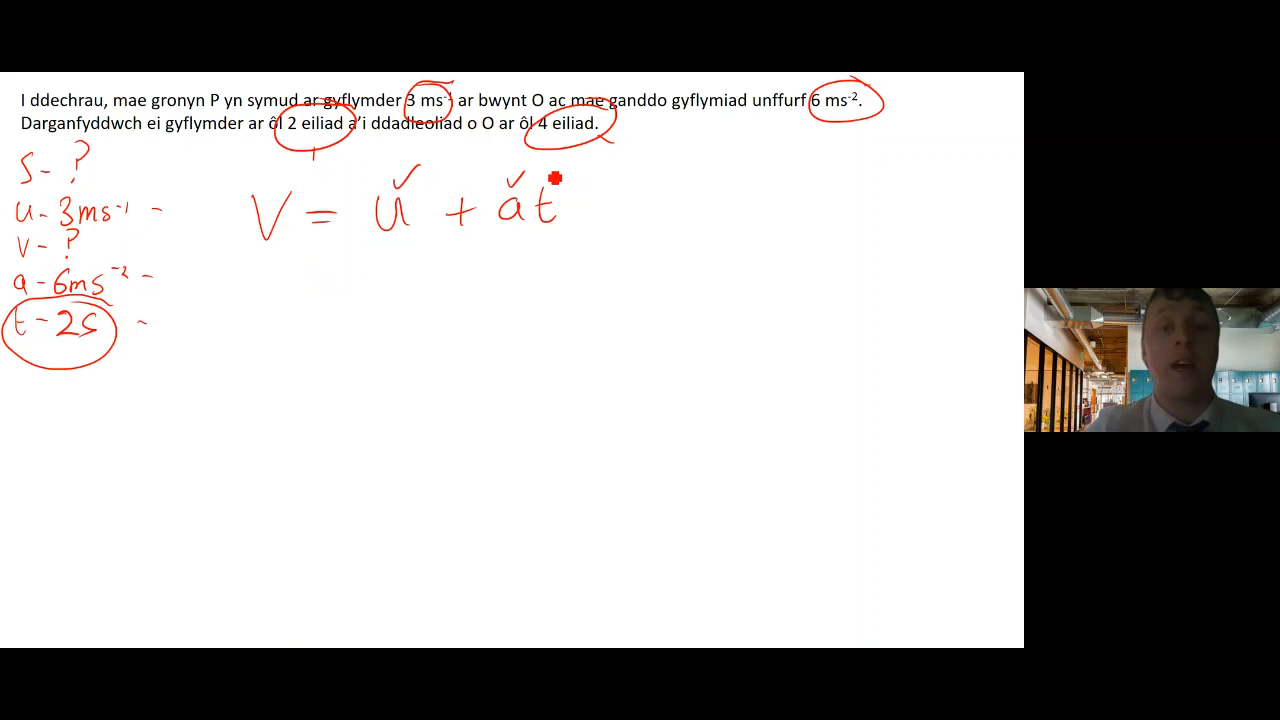 I ddechrau, mae gronyn P yn symud ar gyflymder 3 ms⁻¹ ar bwynt O ac mae ganddo gyflymiad unffurf 6 ms⁻².
Darganfyddwch ei gyflymder ar ôl 2 eiliad a'i ddadleoliad o O ar ôl 4 eiliad.
S - ?
u - 3ms⁻¹
v - ?
a - 6ms⁻²
t - 2s
V = u + at